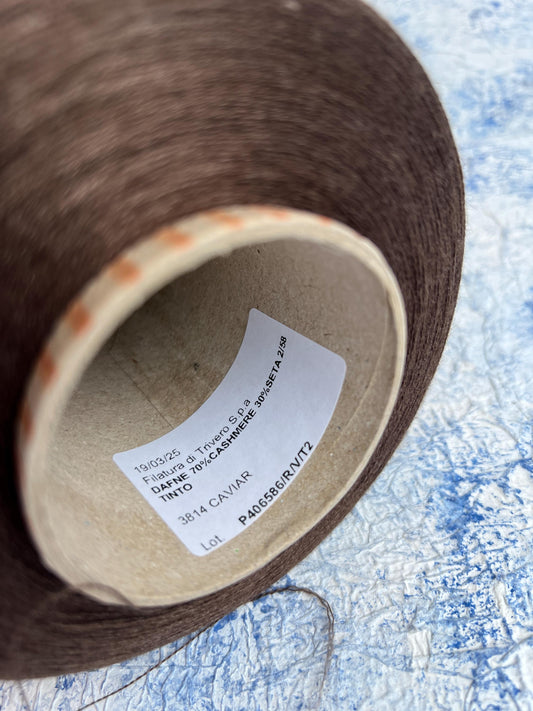 19/03/25
Filatura di Trivero S.p.a
DAFNE 70%CASHMERE 30%SETA 2/58
TINTO
3814 CAVIAR
Lot. P406586/R/V/T2